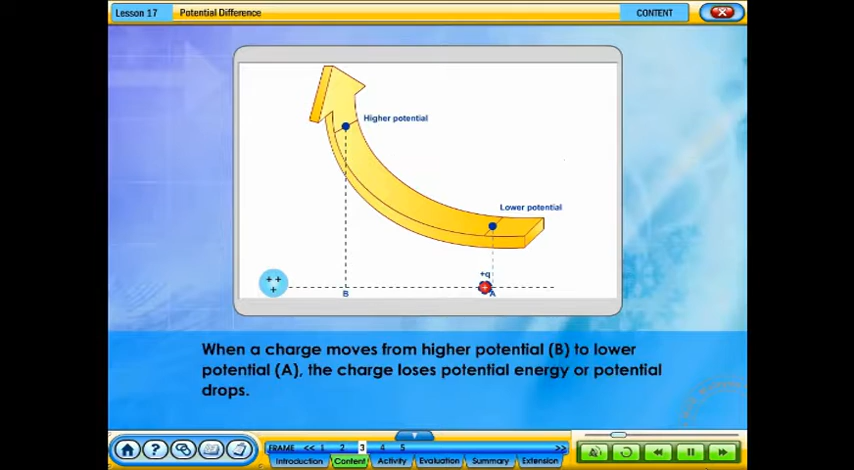 Lesson 17
Potential Difference
CONTENT
Higher potential
Lower potential
++
+
+q
+
B
A
When a charge moves from higher potential (B) to lower
potential (A), the charge loses potential energy or potential
drops.
FRAME << 1 2 3 4 5 >>
Introduction Content Activity Evaluation Summary Extension